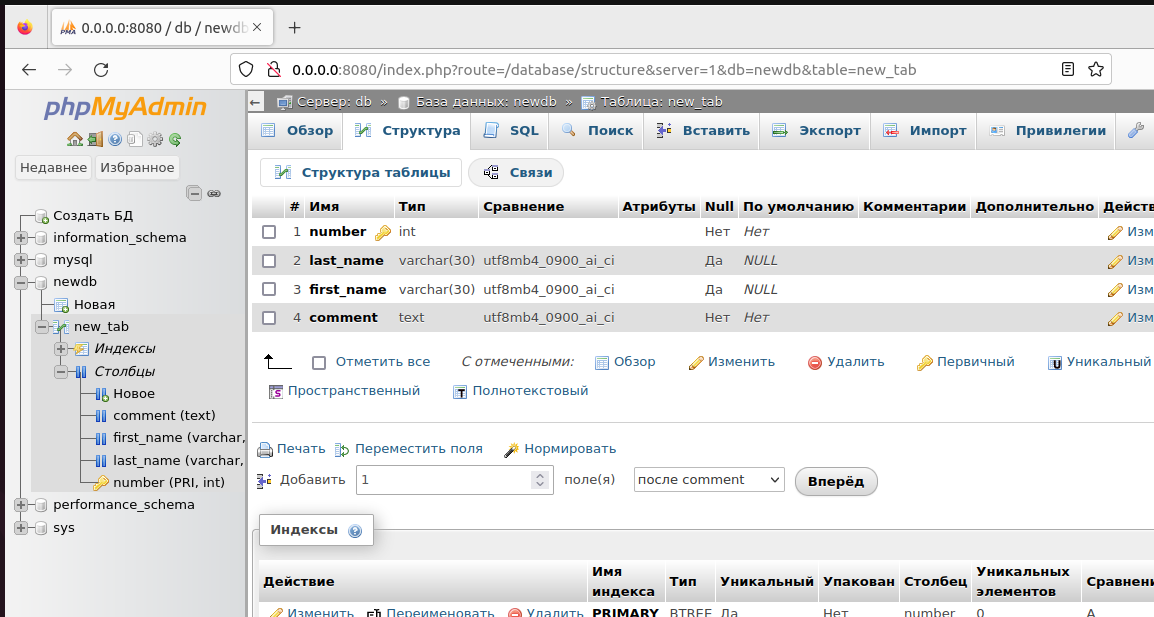 0.0.0.0:8080 / db / newdb
0.0.0.0:8080/index.php?route=/database/structure&server=1&db=newdb&table=new_tab
phpMyAdmin
Недавнее Избранное
Создать БД
information_schema
mysql
newdb
Новая
new_tab
Индексы
Столбцы
Новое
comment (text)
first_name (varchar,
last_name (varchar,
number (PRI, int)
performance_schema
sys
Сервер: db » База данных: newdb » Таблица: new_tab
Обзор Структура SQL Поиск Вставить Экспорт Импорт Привилегии
Структура таблицы Связи
# Имя Тип Сравнение Атрибуты Null По умолчанию Комментарии Дополнительно Действ
1 number int Нет Нет Изм
2 last_name varchar(30) utf8mb4_0900_ai_ci Да NULL Изм
3 first_name varchar(30) utf8mb4_0900_ai_ci Да NULL Изм
4 comment text utf8mb4_0900_ai_ci Нет Нет Изм
Отметить все С отмеченными: Обзор Изменить Удалить Первичный Уникальный
Пространственный Полнотекстовый
Печать Переместить поля Нормировать
Добавить 1 поле(я) после comment Вперёд
Индексы
Действие Имя индекса Тип Уникальный Упакован Столбец Уникальных элементов Сравнени
Изменить Переименовать Удалить PRIMARY BTREE Да Нет number 0 A